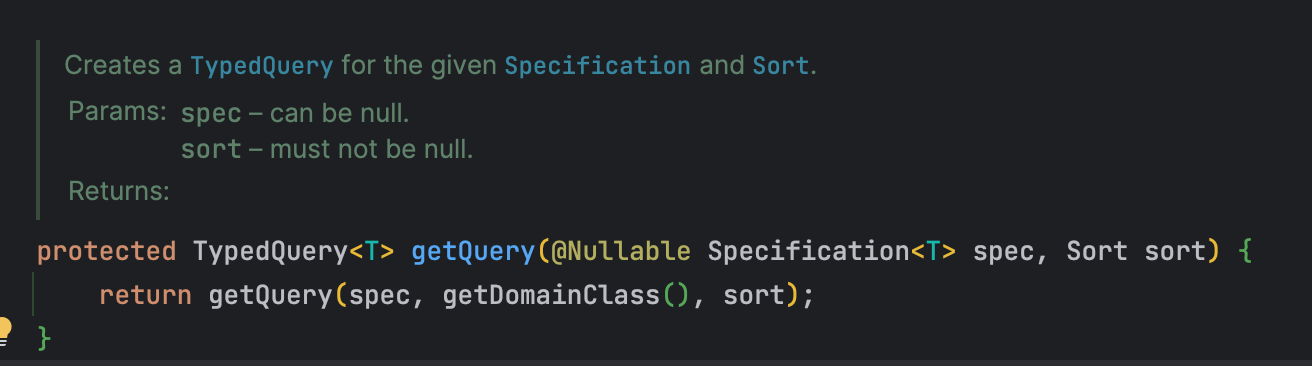 Creates a TypedQuery for the given Specification and Sort.
Params: spec – can be null.
sort – must not be null.
Returns:
protected TypedQuery<T> getQuery(@Nullable Specification<T> spec, Sort sort) {
return getQuery(spec, getDomainClass(), sort);
}